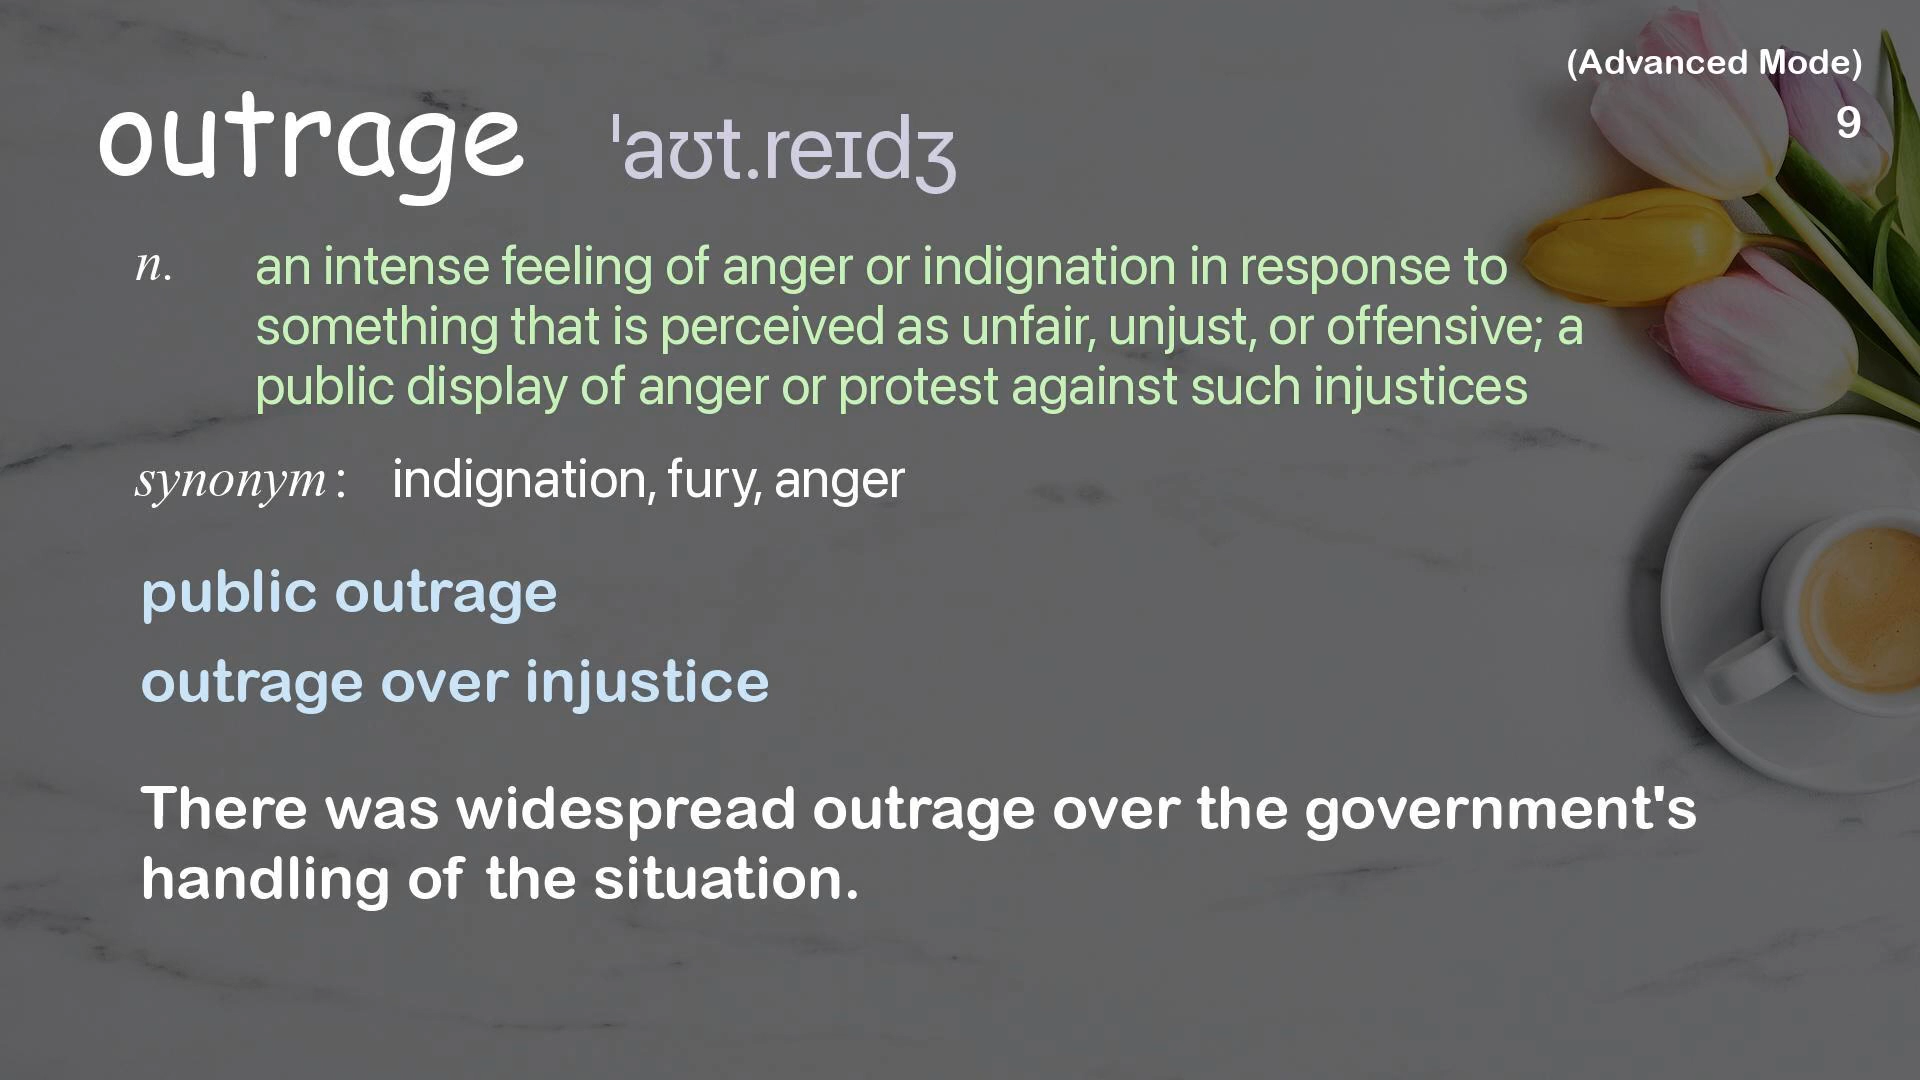 (Advanced Mode)
outrage ˈaʊt.reɪdʒ
9
n. an intense feeling of anger or indignation in response to
something that is perceived as unfair, unjust, or offensive; a
public display of anger or protest against such injustices
synonym: indignation, fury, anger
public outrage
outrage over injustice
There was widespread outrage over the government's
handling of the situation.